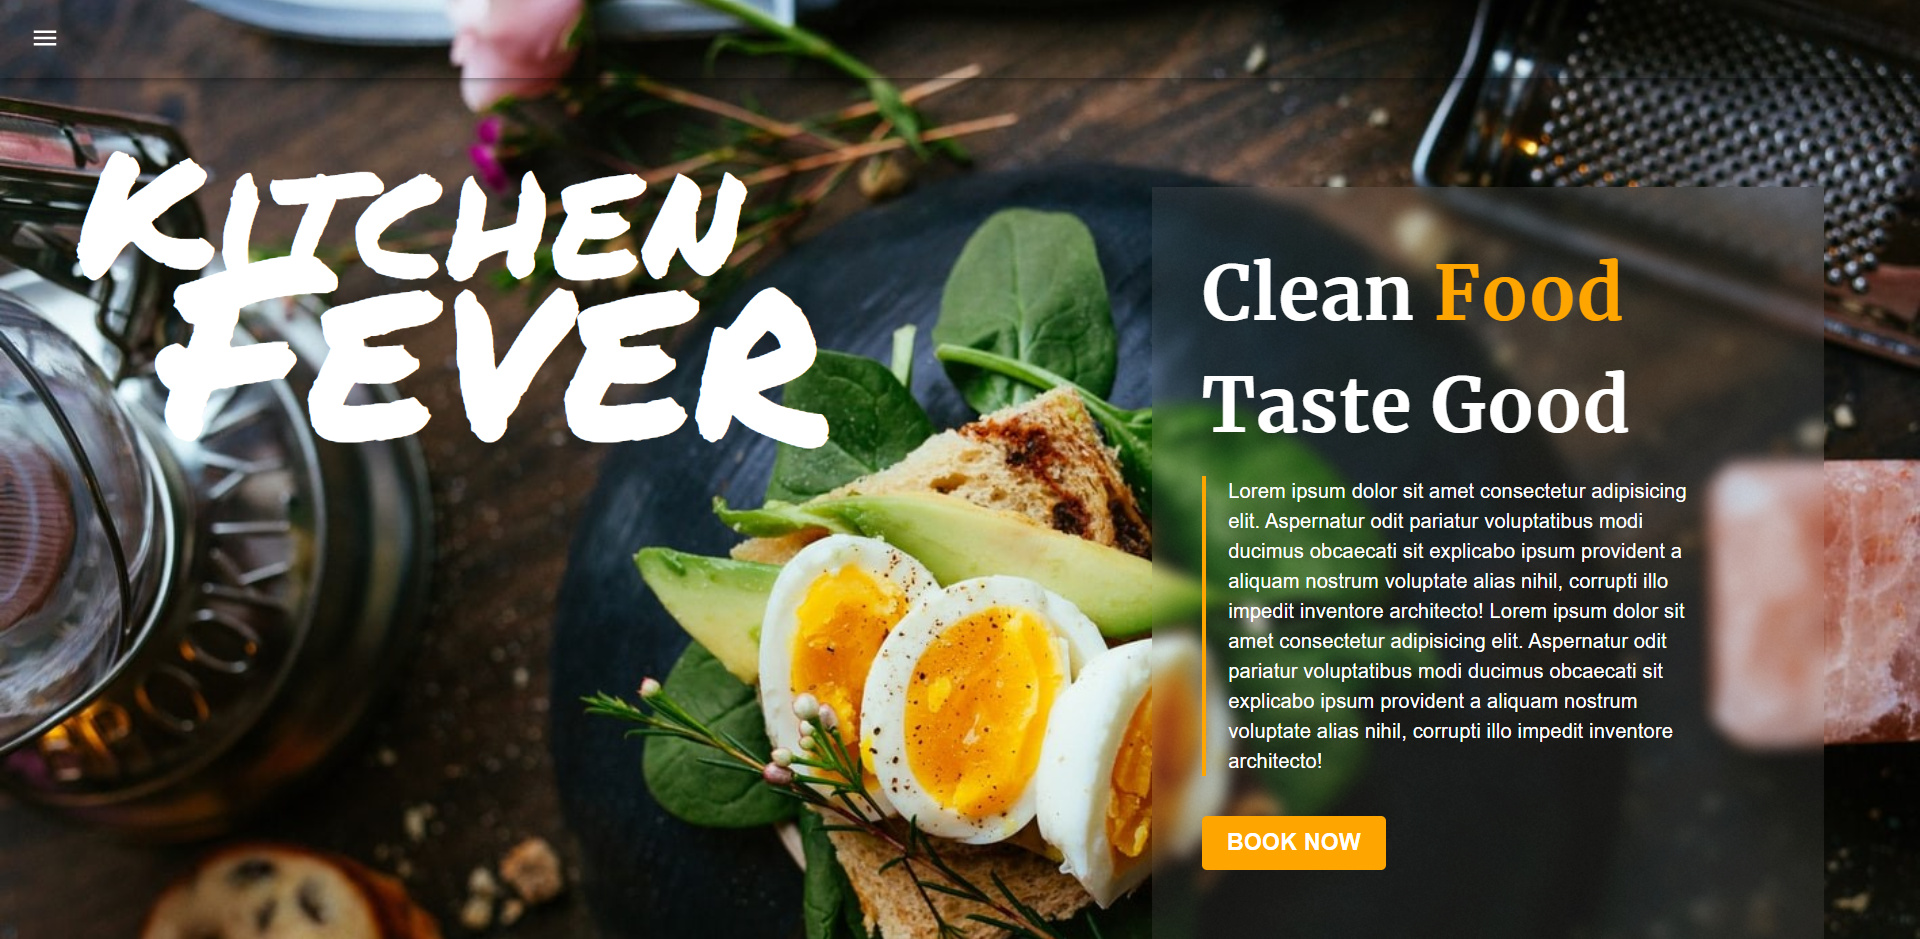 Kitchen
Fever
Clean Food
Taste Good
Lorem ipsum dolor sit amet consectetur adipisicing
elit. Aspernatur odit pariatur voluptatibus modi
ducimus obcaecati sit explicabo ipsum provident a
aliquam nostrum voluptate alias nihil, corrupti illo
impedit inventore architecto! Lorem ipsum dolor sit
amet consectetur adipisicing elit. Aspernatur odit
pariatur voluptatibus modi ducimus obcaecati sit
explicabo ipsum provident a aliquam nostrum
voluptate alias nihil, corrupti illo impedit inventore
architecto!
BOOK NOW